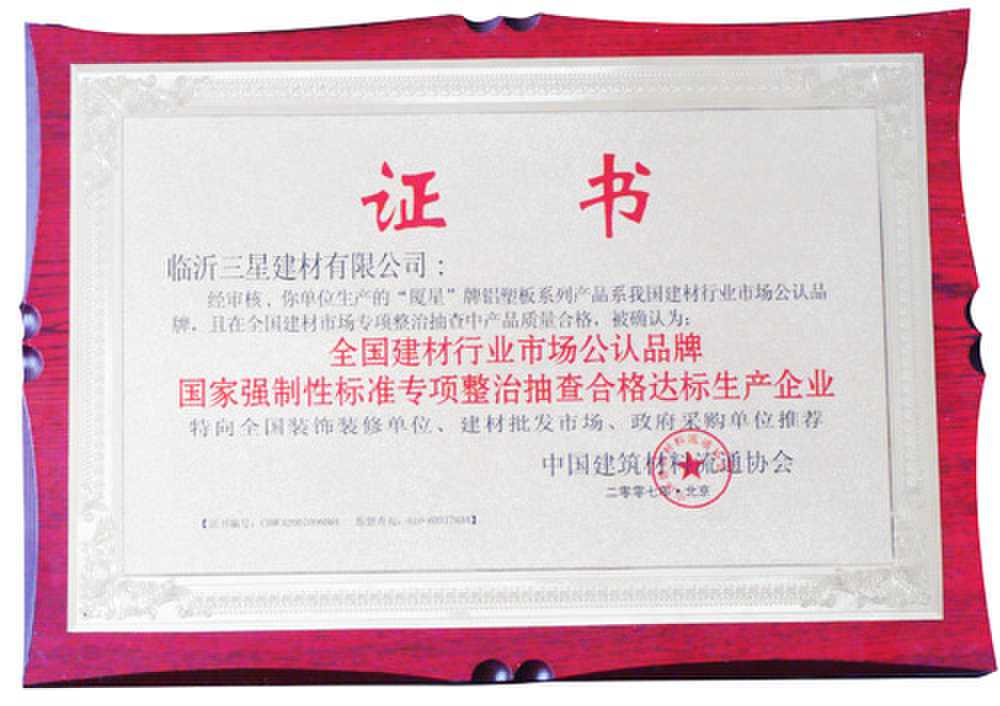 证 书
临沂三星建材有限公司：
经审核，你单位生产的“厦星”牌铝塑板系列产品系我国建材行业市场公认品
牌，且在全国建材市场专项整治抽查中产品质量合格，被确认为：
全国建材行业市场公认品牌
国家强制性标准专项整治抽查合格达标生产企业
特向全国装饰装修单位、建材批发市场、政府采购单位推荐
中国建筑材料流通协会
二零零七年·北京
【证书编号：